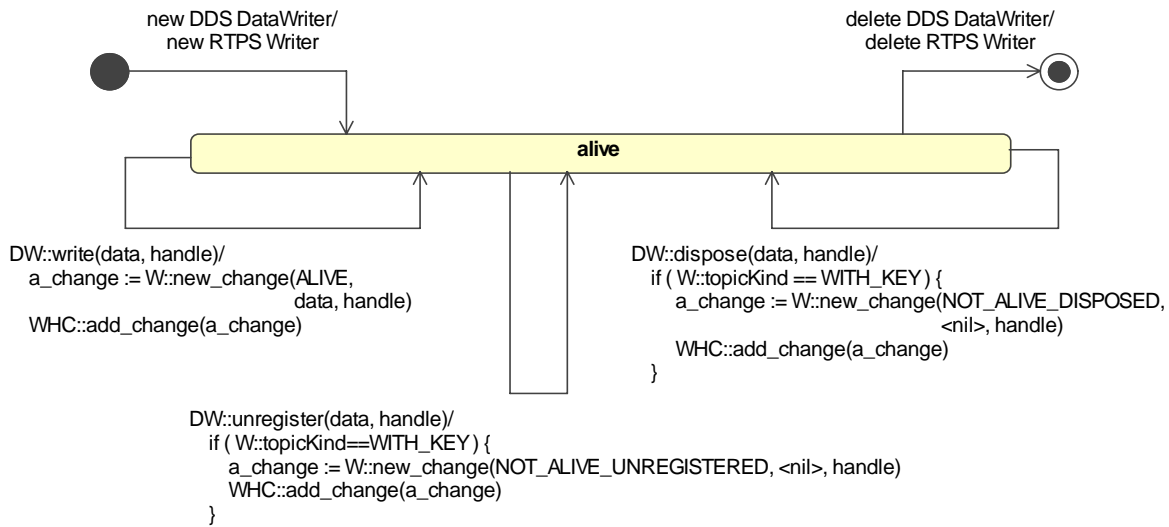 new DDS DataWriter/
new RTPS Writer
delete DDS DataWriter/
delete RTPS Writer
alive
DW::write(data, handle)/
a_change := W::new_change(ALIVE,
data, handle)
WHC::add_change(a_change)
DW::dispose(data, handle)/
if ( W::topicKind == WITH_KEY ) {
a_change := W::new_change(NOT_ALIVE_DISPOSED,
<nil>, handle)
WHC::add_change(a_change)
}
DW::unregister(data, handle)/
if ( W::topicKind==WITH_KEY ) {
a_change := W::new_change(NOT_ALIVE_UNREGISTERED, <nil>, handle)
WHC::add_change(a_change)
}